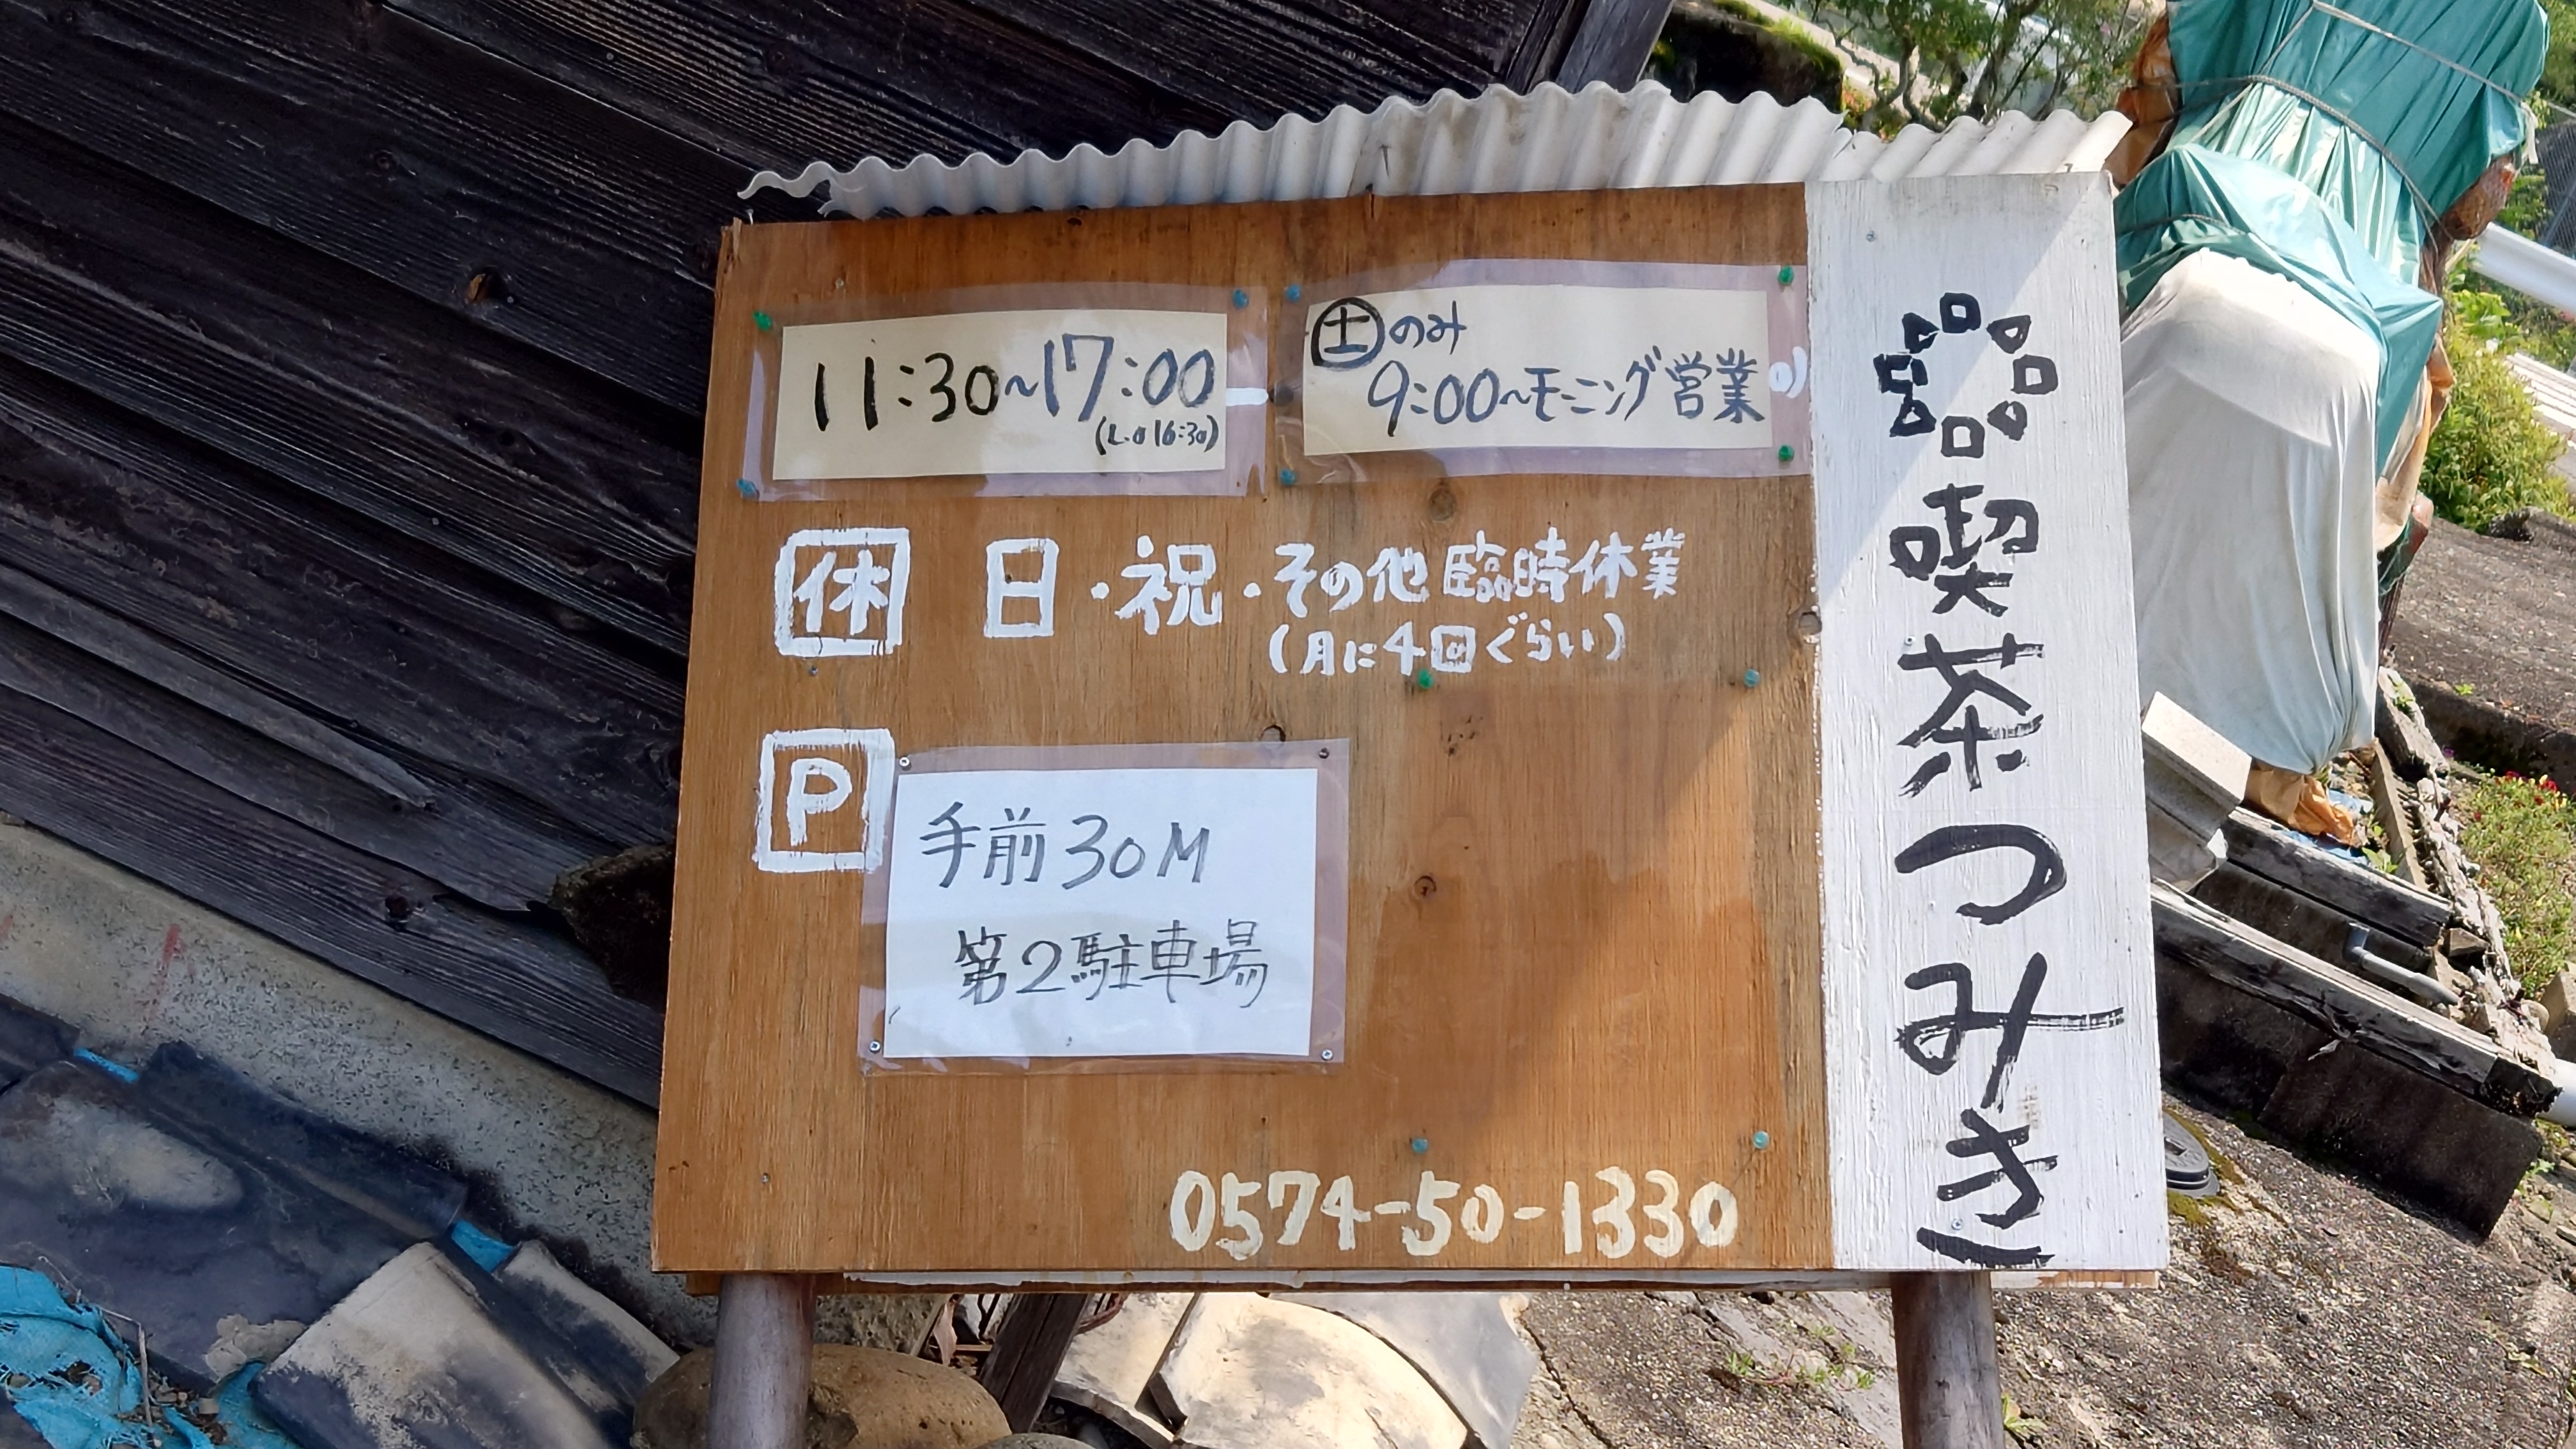 11:30~17:00
(L.O 16:30)
土のみ
9:00~モーニング営業
休 日・祝・その他臨時休業
(月に4回ぐらい)
P
手前30M
第2駐車場
0574-50-1330
喫茶つみき